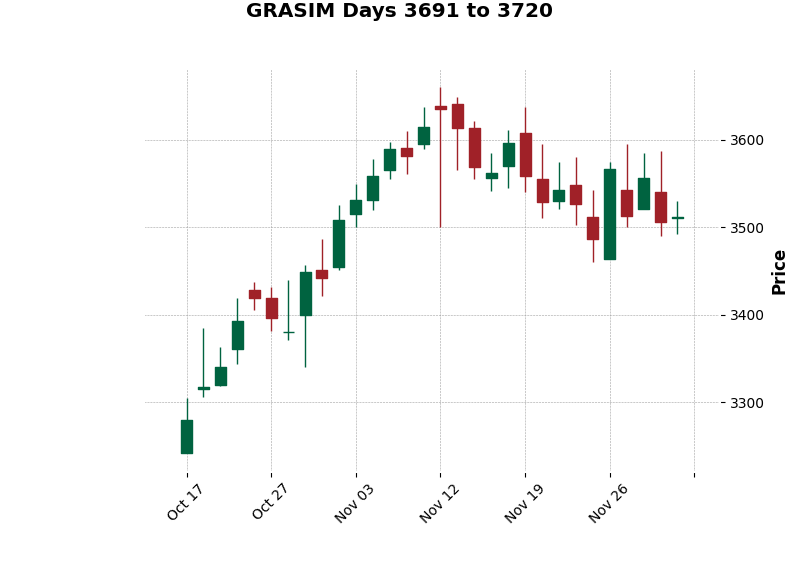 GRASIM Days 3691 to 3720
3600
3500
3400
3300
Price
Oct 17
Oct 27
Nov 03
Nov 12
Nov 19
Nov 26